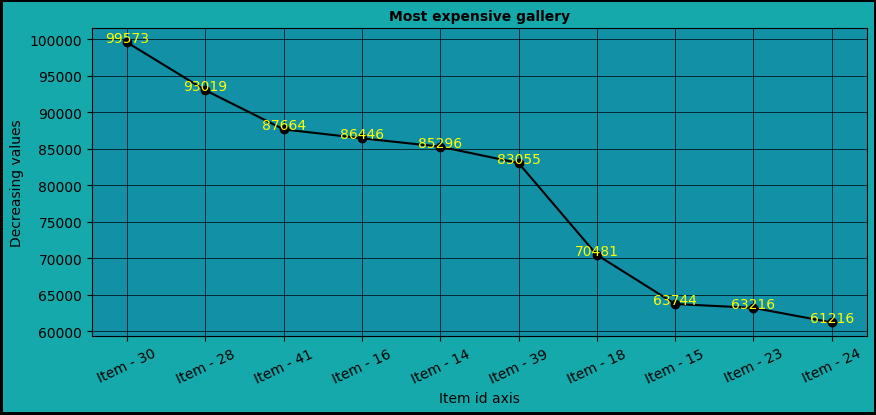 Most expensive gallery
Decreasing values
100000
95000
90000
85000
80000
75000
70000
65000
60000
99573
93019
87664
86446
85296
83055
70481
63744
63216
61216
Item - 30
Item - 28
Item - 41
Item - 16
Item - 14
Item - 39
Item - 18
Item - 15
Item - 23
Item - 24
Item id axis